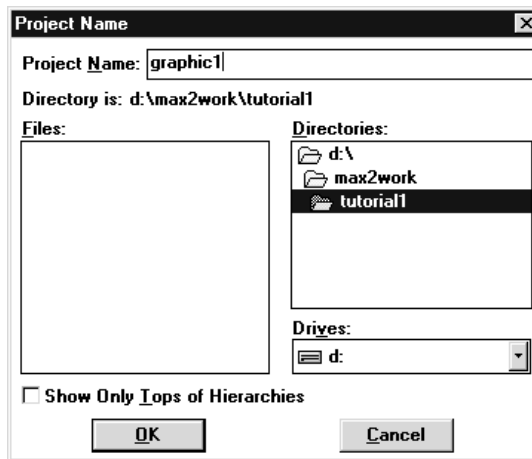 Project Name
Project Name: graphic1
Directory is: d:\max2work\tutorial1
Files:
Directories:
d:\
max2work
tutorial1
Drives:
d:
Show Only Tops of Hierarchies
OK
Cancel